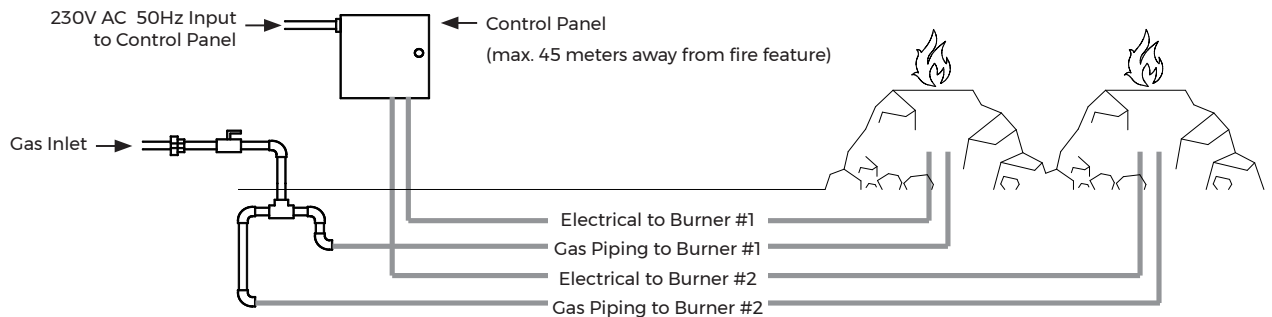 230V AC 50Hz Input
to Control Panel
Control Panel
(max. 45 meters away from fire feature)
Gas Inlet
Electrical to Burner #1
Gas Piping to Burner #1
Electrical to Burner #2
Gas Piping to Burner #2